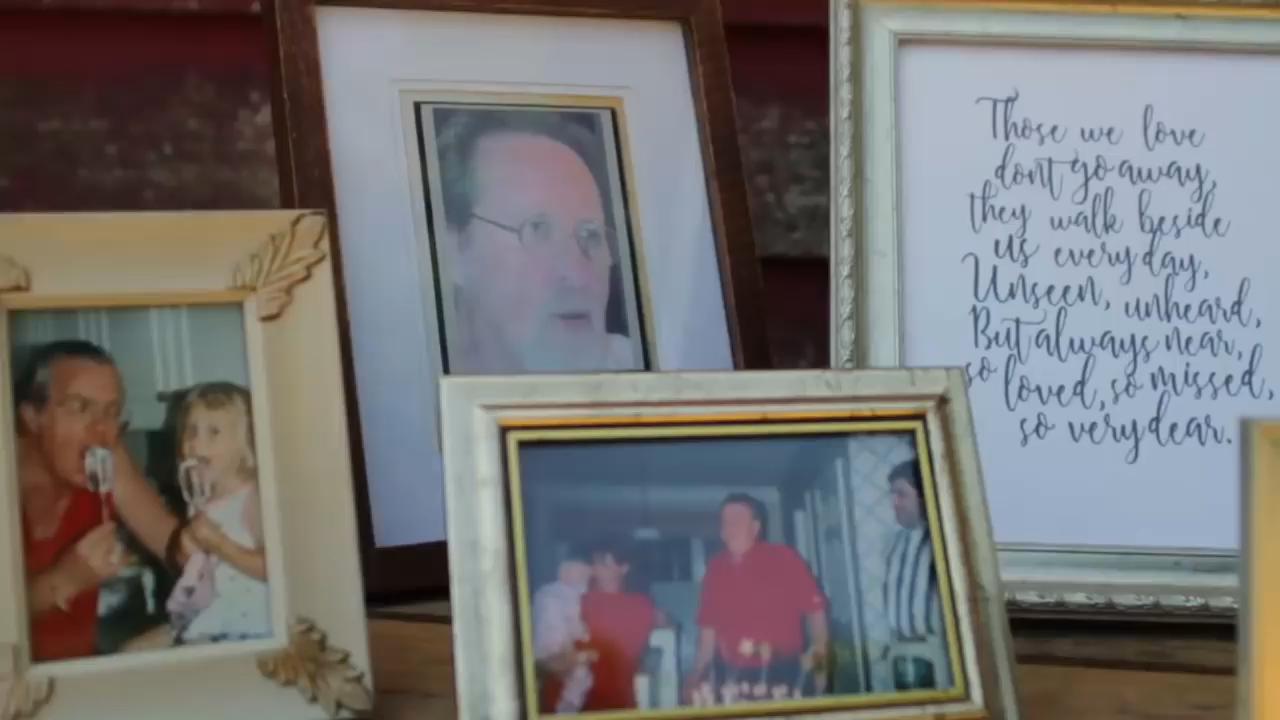 Those we love
dont go away,
they walk beside
us every day,
Unseen, unheard,
But always near,
so loved, so missed,
so very dear.